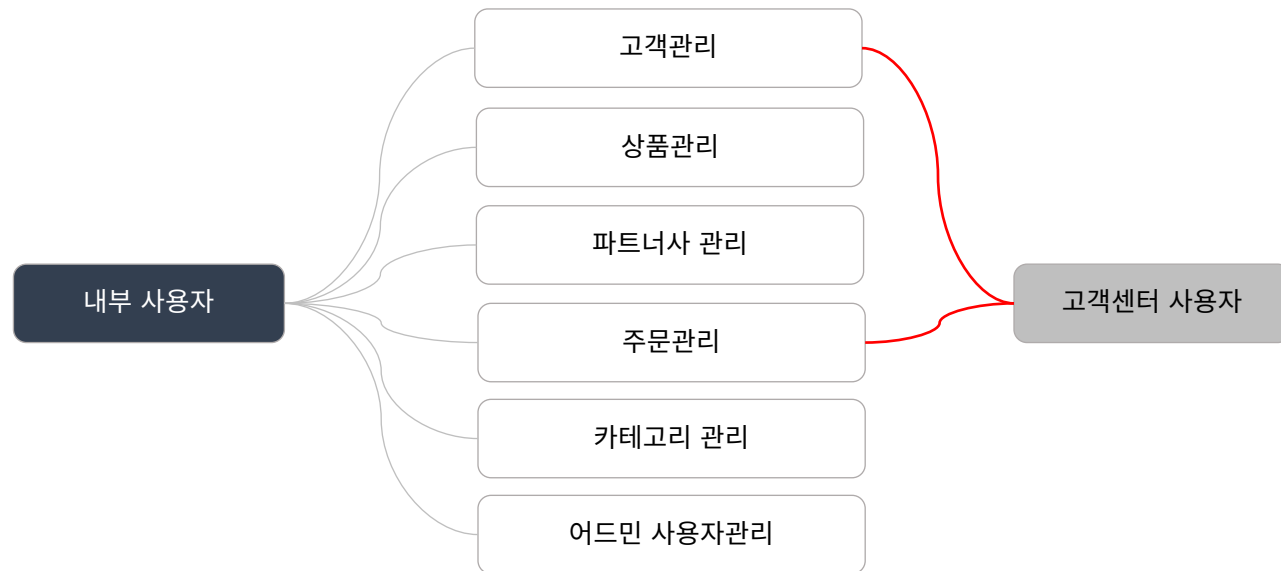 고객관리
상품관리
파트너사 관리
내부 사용자
고객센터 사용자
주문관리
카테고리 관리
어드민 사용자관리